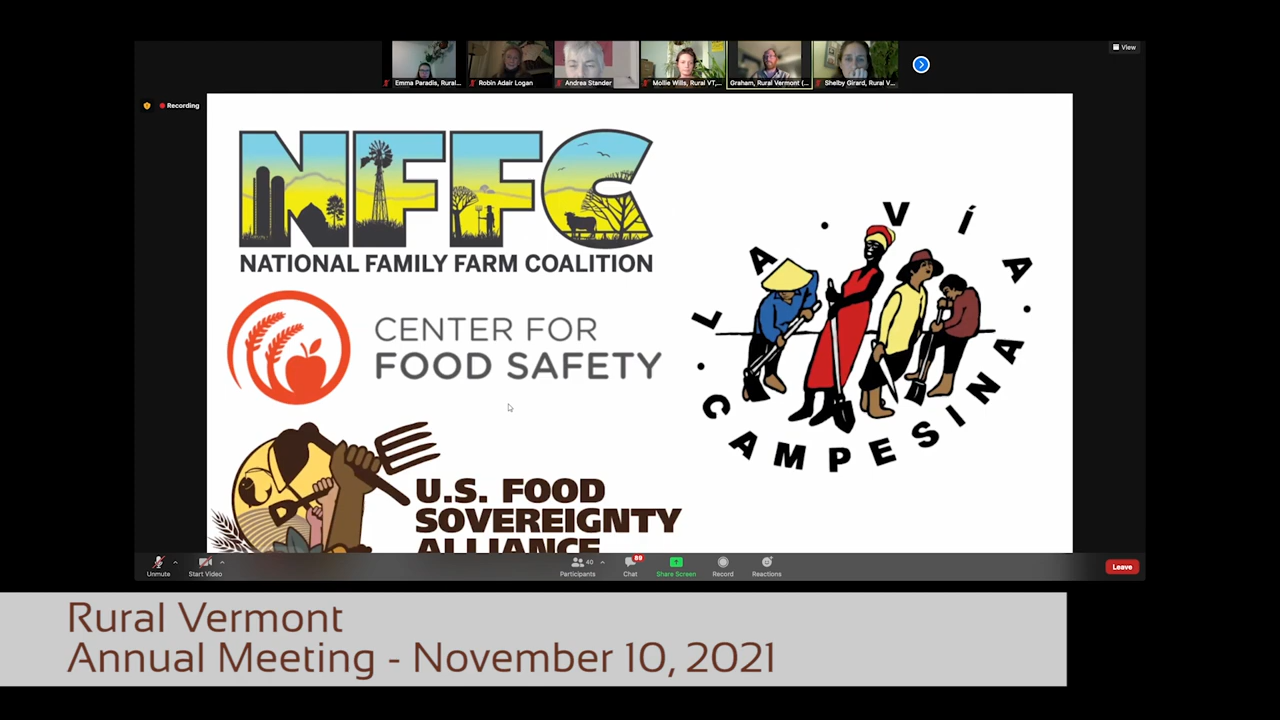 View
Emma Paradis, Rural...
Robin Adair Logan
Andrea Stander
Mollie Wills, Rural VT,...
Graham, Rural Vermont (...
Shelby Girard, Rural V...
Recording
NFFC
NATIONAL FAMILY FARM COALITION
CENTER FOR
FOOD SAFETY
U.S. FOOD
SOVEREIGNTY
ALLIANCE
· LA · VÍA ·
CAMPESINA
Unmute
Start Video
40
Participants
89
Chat
Share Screen
Record
Reactions
Leave
Rural Vermont
Annual Meeting - November 10, 2021